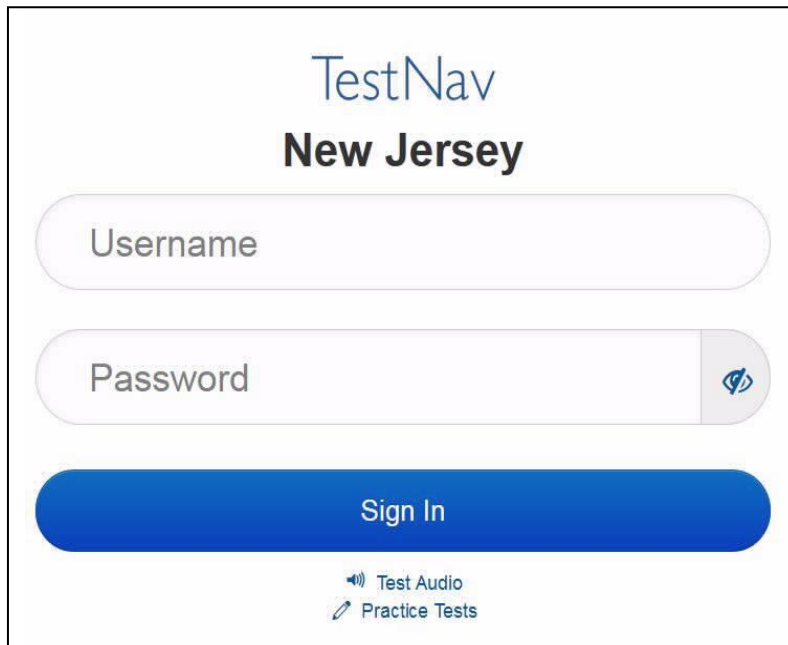 TestNav
New Jersey
Username
Password
Sign In
Test Audio
Practice Tests